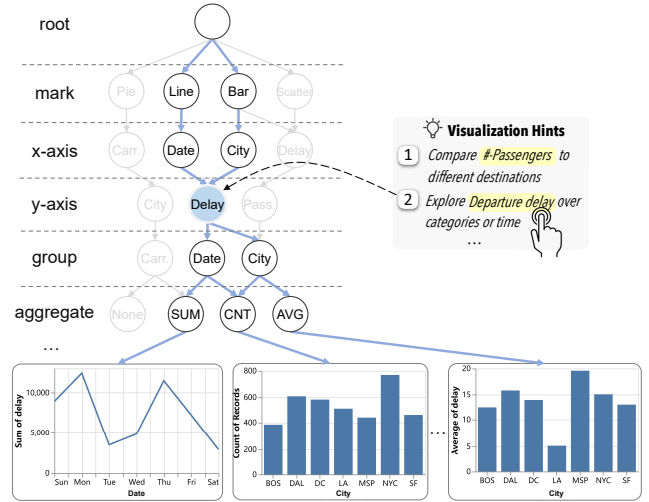 root
mark
Pie
Line
Bar
Scatter
x-axis
Carr.
Date
City
Delay
y-axis
City
Delay
Pass.
group
Carr.
Date
City
aggregate
None
SUM
CNT
AVG
...
Visualization Hints
1
Compare #-Passengers to
different destinations
2
Explore Departure delay over
categories or time
...
Sum of delay
10,000
5,000
0
Sun
Mon
Tue
Wed
Thu
Fri
Sat
Date
Count of Records
800
600
400
200
0
BOS
DAL
DC
LA
MSP
NYC
SF
City
...
Average of delay
20
15
10
5
0
BOS
DAL
DC
LA
MSP
NYC
SF
City